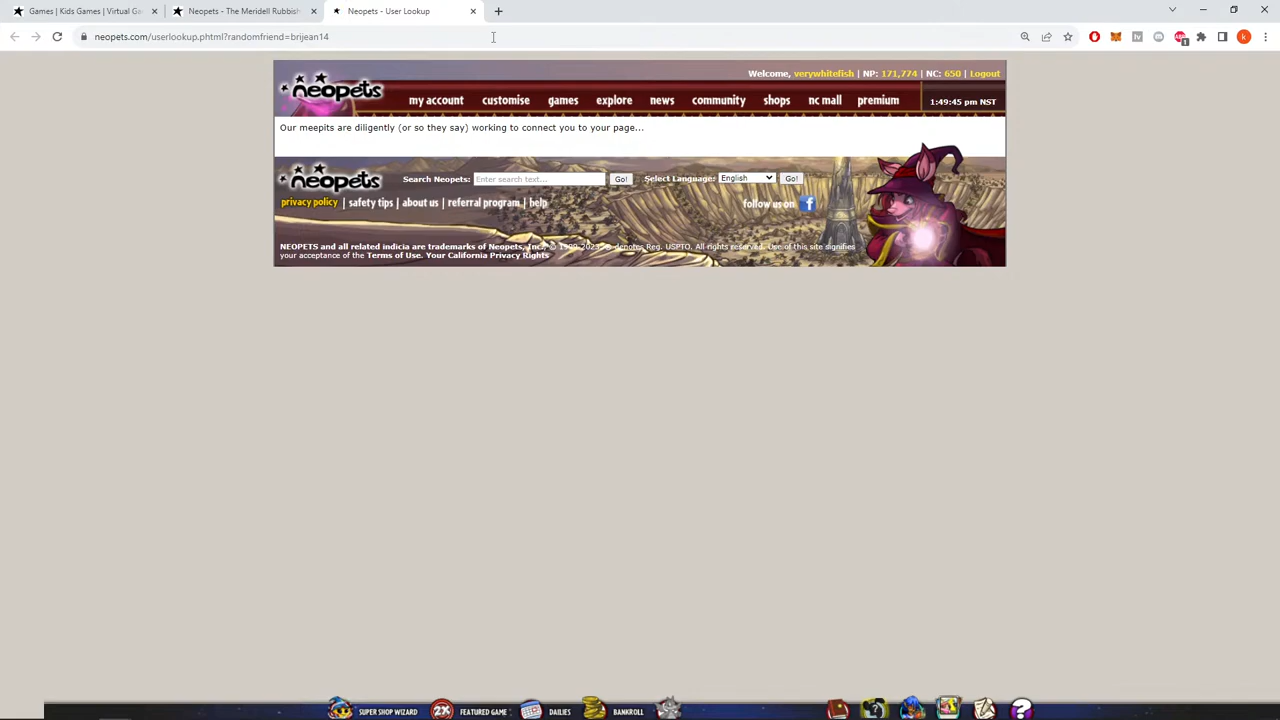 Games | Kids Games | Virtual Ga
Neopets - The Meridell Rubbish
Neopets - User Lookup
neopets.com/userlookup.phtml?randomfriend=brijean14
Welcome, verywhitefish | NP: 171,774 | NC: 650 | Logout
neopets
my account customise games explore news community shops nc mall premium 1:49:45 pm NST
Our meepits are diligently (or so they say) working to connect you to your page...
neopets
Search Neopets: Enter search text... Go! Select Language: English Go!
privacy policy | safety tips | about us | referral program | help
follow us on f
NEOPETS and all related indicia are trademarks of Neopets, Inc., © 1999-2023. ® denotes Reg. USPTO. All rights reserved. Use of this site signifies
your acceptance of the Terms of Use. Your California Privacy Rights
SUPER SHOP WIZARD 2X FEATURED GAME DAILIES BANKROLL